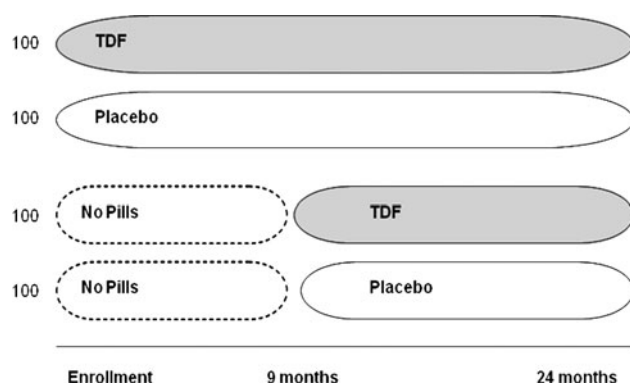 100 TDF
100 Placebo
100 No Pills TDF
100 No Pills Placebo
Enrollment 9 months 24 months